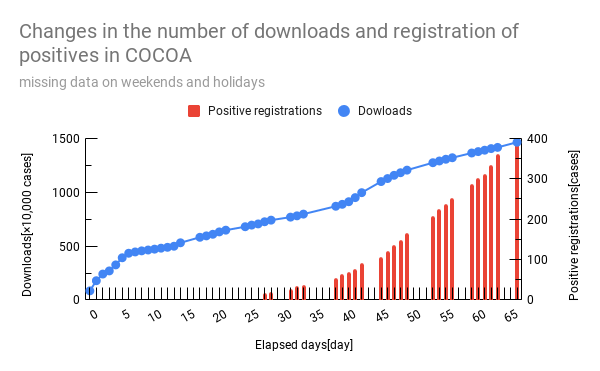 Changes in the number of downloads and registration of
positives in COCOA
missing data on weekends and holidays
Positive registrations
Dowloads
1500
1000
500
0
Downloads[×10,000 cases]
400
300
200
100
0
Positive registrations[cases]
0 5 10 15 20 25 30 35 40 45 50 55 60 65
Elapsed days[day]